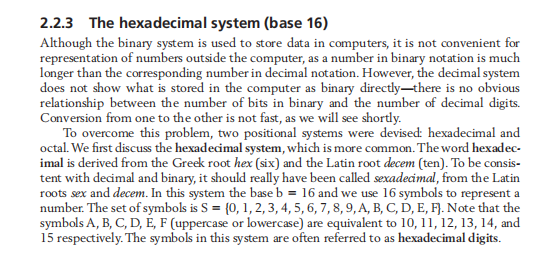 2.2.3 The hexadecimal system (base 16)
Although the binary system is used to store data in computers, it is not convenient for
representation of numbers outside the computer, as a number in binary notation is much
longer than the corresponding number in decimal notation. However, the decimal system
does not show what is stored in the computer as binary directly—there is no obvious
relationship between the number of bits in binary and the number of decimal digits.
Conversion from one to the other is not fast, as we will see shortly.
To overcome this problem, two positional systems were devised: hexadecimal and
octal. We first discuss the hexadecimal system, which is more common. The word hexadec-
imal is derived from the Greek root hex (six) and the Latin root decem (ten). To be consis-
tent with decimal and binary, it should really have been called sexadecimal, from the Latin
roots sex and decem. In this system the base b = 16 and we use 16 symbols to represent a
number. The set of symbols is S = {0, 1, 2, 3, 4, 5, 6, 7, 8, 9, A, B, C, D, E, F}. Note that the
symbols A, B, C, D, E, F (uppercase or lowercase) are equivalent to 10, 11, 12, 13, 14, and
15 respectively. The symbols in this system are often referred to as hexadecimal digits.